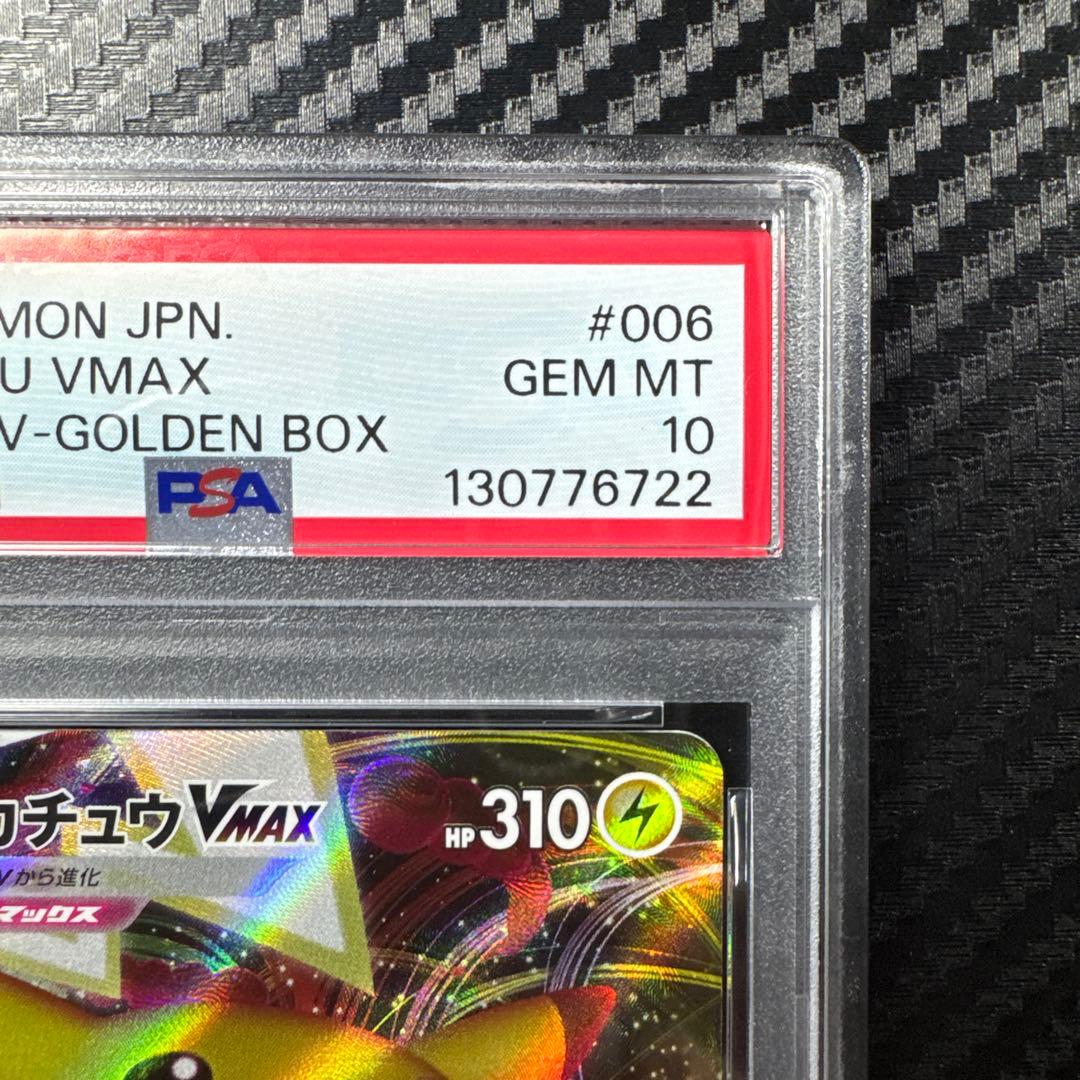 MON JPN. #006
U VMAX GEM MT
V-GOLDEN BOX 10
PSA 130776722
カチュウVMAX HP310
Vから進化
マックス